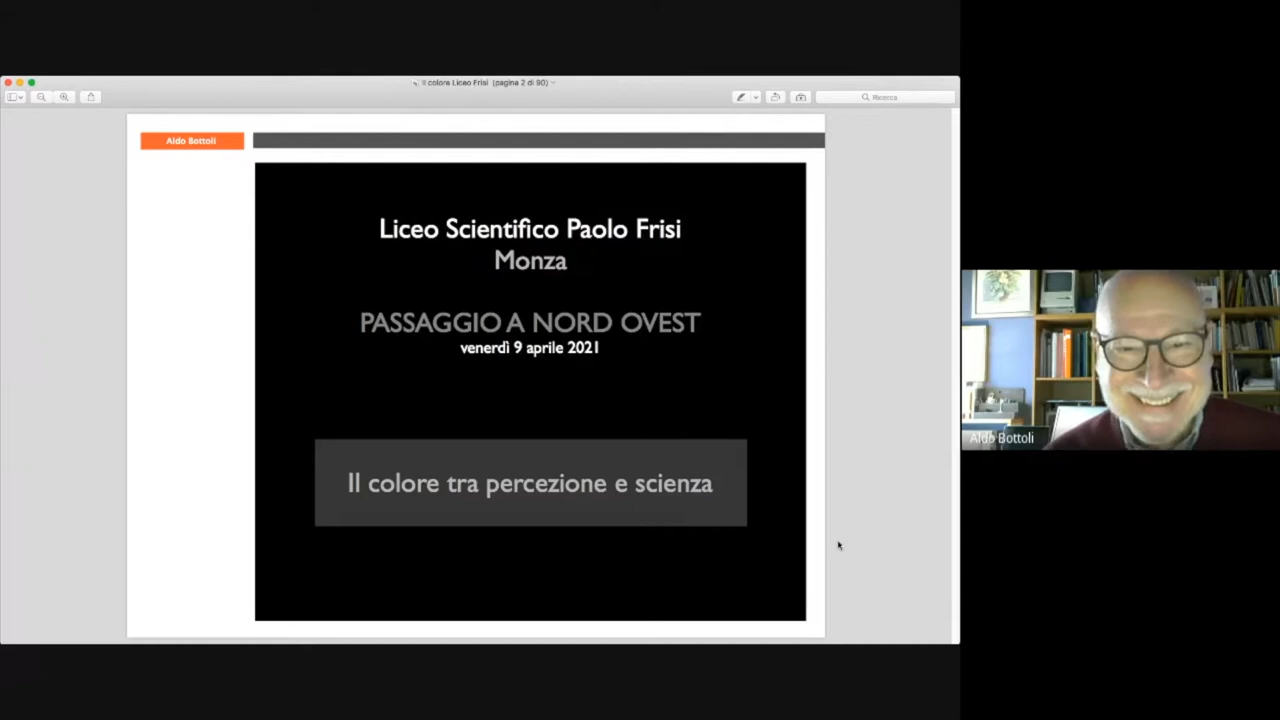 Il colore Liceo Frisi (pagina 2 di 90)
Ricerca
Aldo Bottoli
Liceo Scientifico Paolo Frisi
Monza
PASSAGGIO A NORD OVEST
venerdì 9 aprile 2021
Il colore tra percezione e scienza
Aldo Bottoli